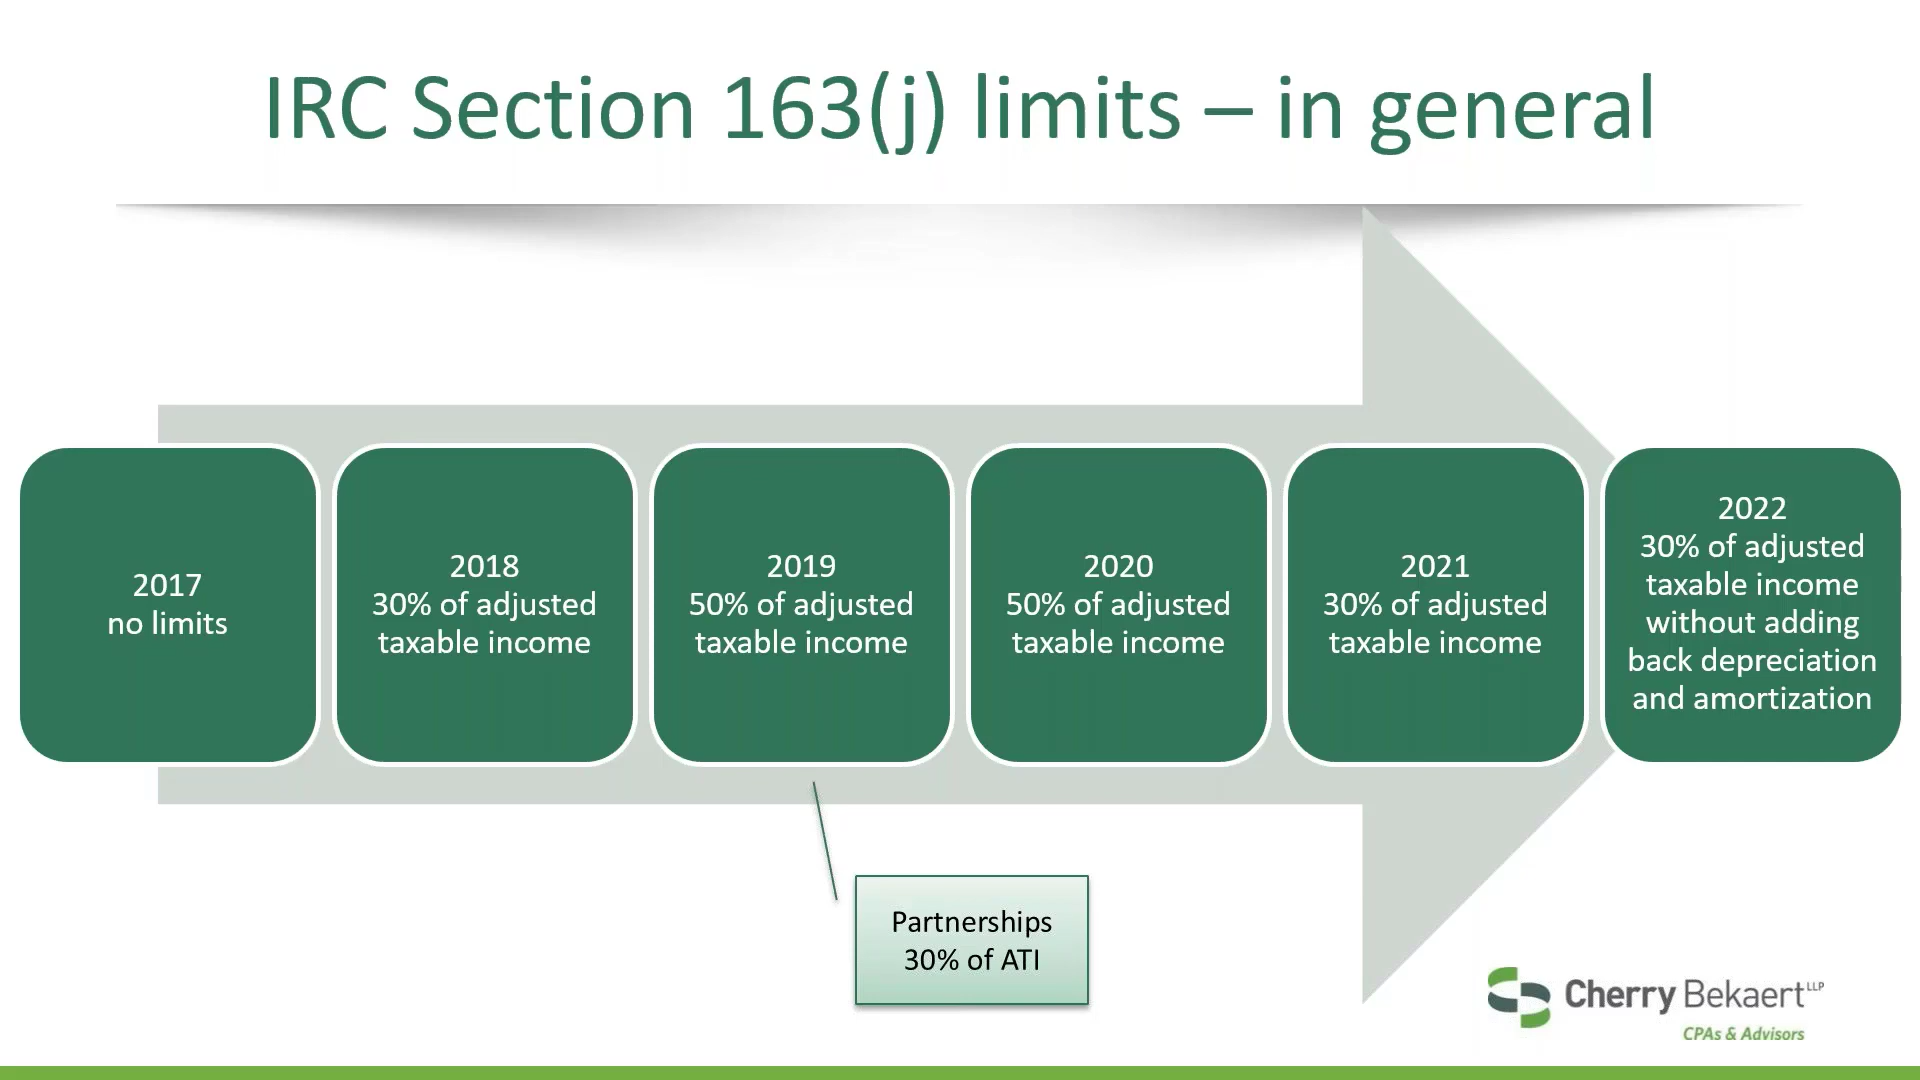 IRC Section 163(j) limits – in general
2017
no limits
2018
30% of adjusted
taxable income
2019
50% of adjusted
taxable income
2020
50% of adjusted
taxable income
2021
30% of adjusted
taxable income
2022
30% of adjusted
taxable income
without adding
back depreciation
and amortization
Partnerships
30% of ATI
Cherry Bekaert LLP
CPAs & Advisors